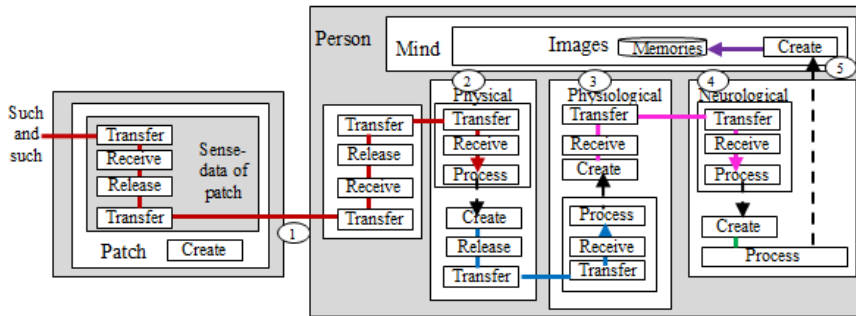 Person
Mind
Images
Memories
Create
5
2
3
4
Such
and
such
Transfer
Receive
Release
Transfer
Sense-
data of
patch
Patch
Create
1
Transfer
Release
Receive
Transfer
Physical
Transfer
Receive
Process
Create
Release
Transfer
Physiological
Transfer
Receive
Create
Process
Receive
Transfer
Neurological
Transfer
Receive
Process
Create
Process